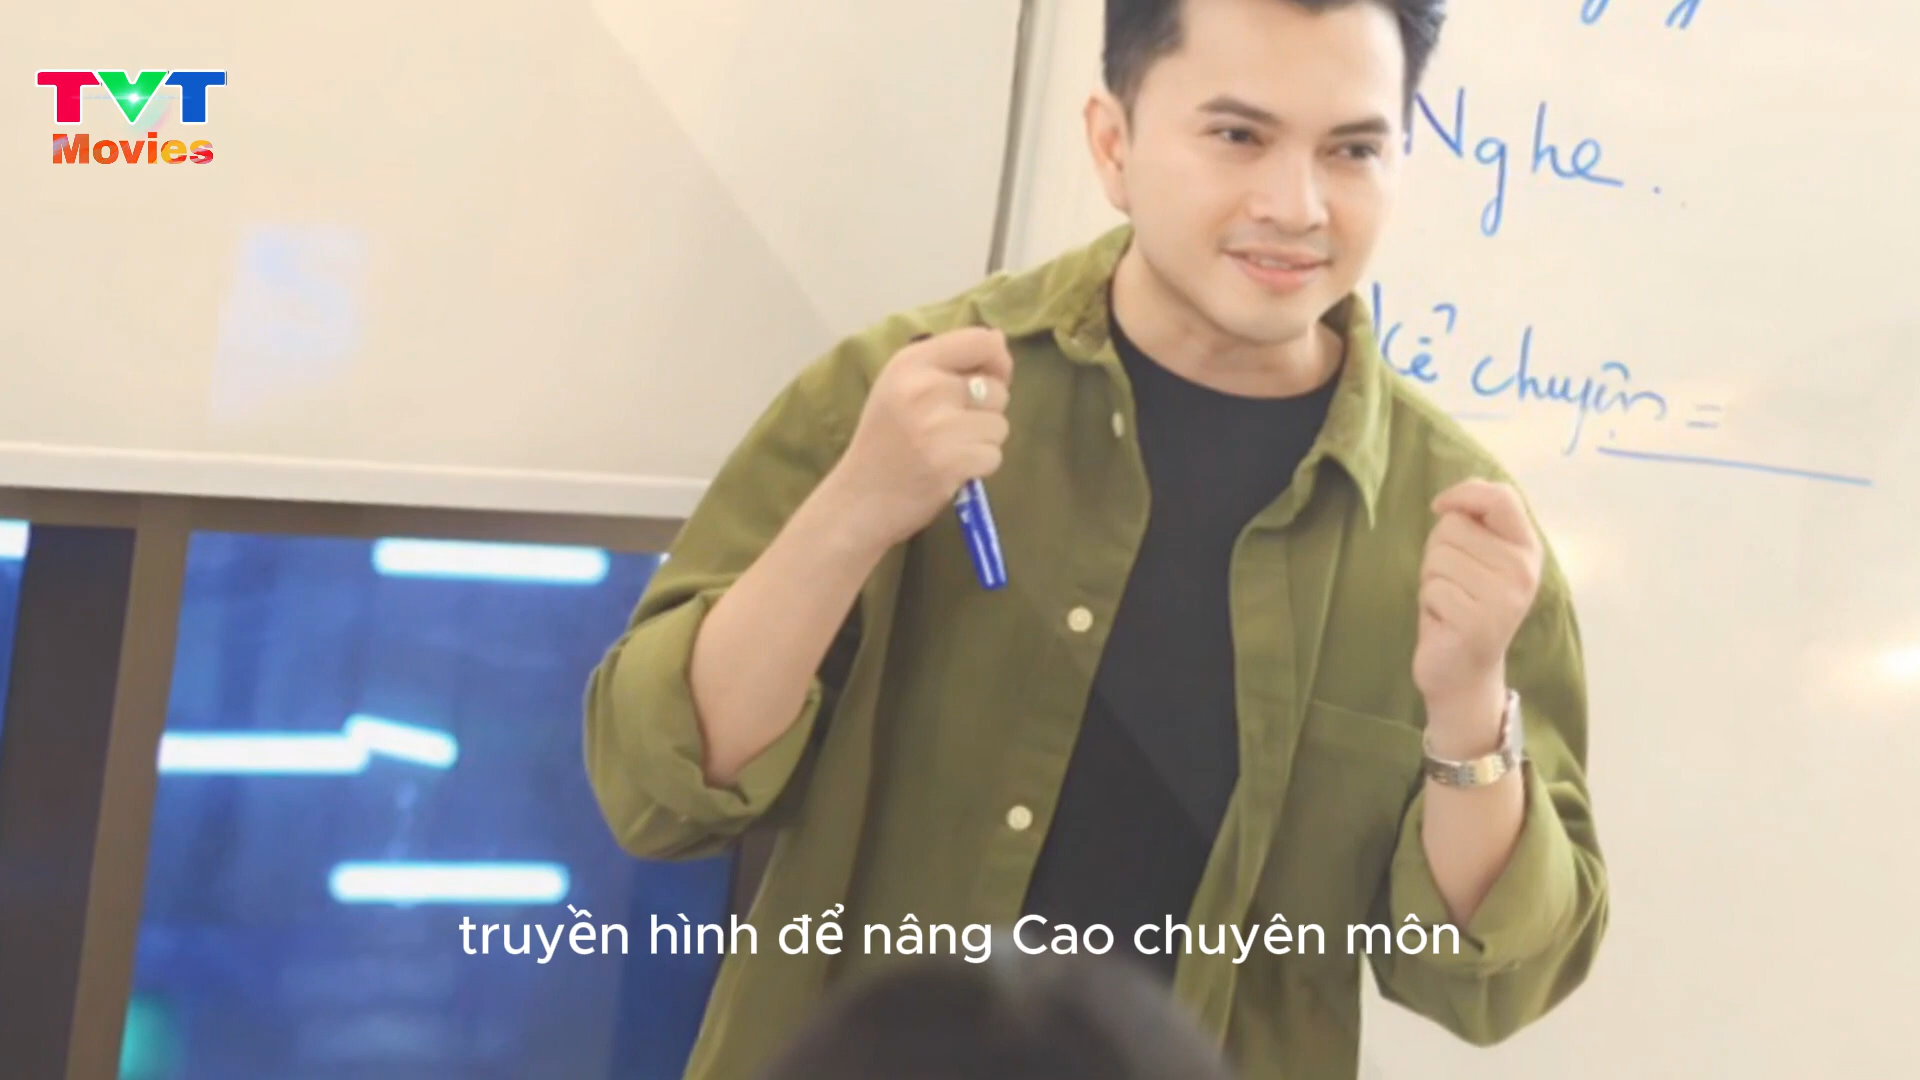 TVT
Movies
Nghe.
kể chuyện =
truyền hình để nâng Cao chuyên môn